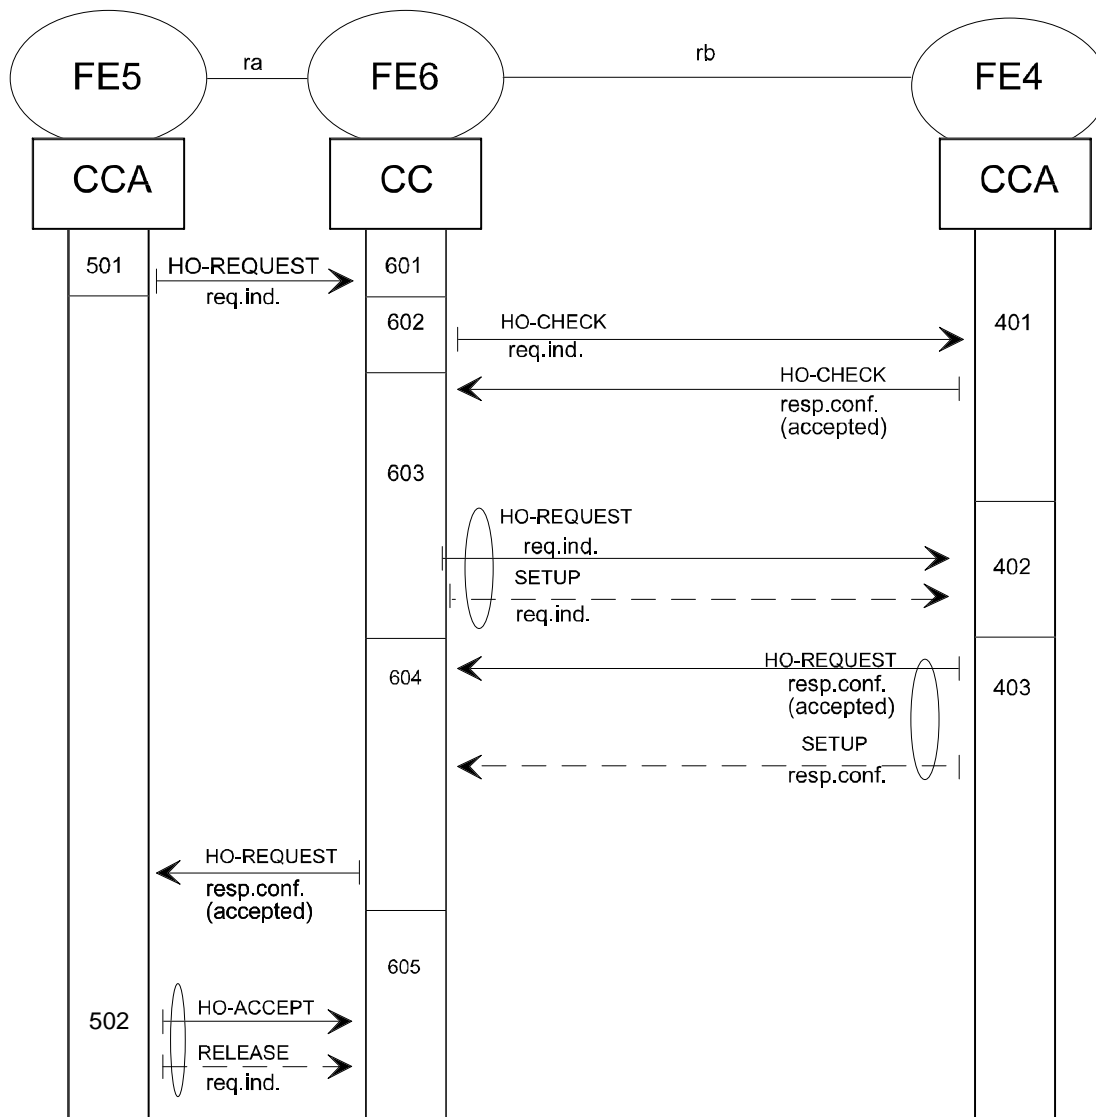 FE5
ra
FE6
rb
FE4
CCA
CC
CCA
501
HO-REQUEST
req.ind.
601
602
HO-CHECK
req.ind.
401
HO-CHECK
resp.conf.
(accepted)
603
HO-REQUEST
req.ind.
SETUP
req.ind.
402
HO-REQUEST
resp.conf.
(accepted)
604
403
SETUP
resp.conf.
HO-REQUEST
resp.conf.
(accepted)
605
502
HO-ACCEPT
RELEASE
req.ind.